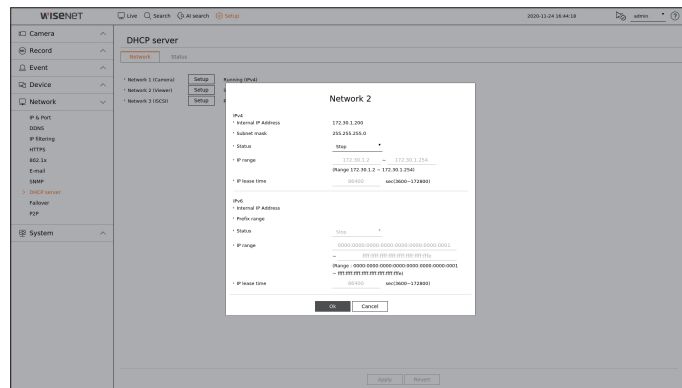 WISENET
Live Search AI search Setup 2020-11-24 16:44:18 admin ?
Camera
Record
Event
Device
Network
IP & Port
DDNS
IP filtering
HTTPS
802.1x
E-mail
SNMP
> DHCP server
Failover
P2P
System
DHCP server
Network Status
Network 1 (Camera) Setup Running (IPv4)
Network 2 (Viewer) Setup
Network 3 (iSCSI) Setup
Network 2
IPv4
Internal IP Address 172.30.1.200
Subnet mask 255.255.255.0
Status Stop
IP range 172.30.1.2 ~ 172.30.1.254
(Range 172.30.1.2 ~ 172.30.1.254)
IP lease time 86400 sec(3600~172800)
IPv6
Internal IP Address
Prefix range
Status Stop
IP range 0000:0000:0000:0000:0000:0000:0000:0001
~ ffff:ffff:ffff:ffff:ffff:ffff:ffff:fffe
(Range : 0000:0000:0000:0000:0000:0000:0000:0001
~ ffff:ffff:ffff:ffff:ffff:ffff:ffff:fffe)
IP lease time 86400 sec(3600~172800)
Ok Cancel
Apply Revert